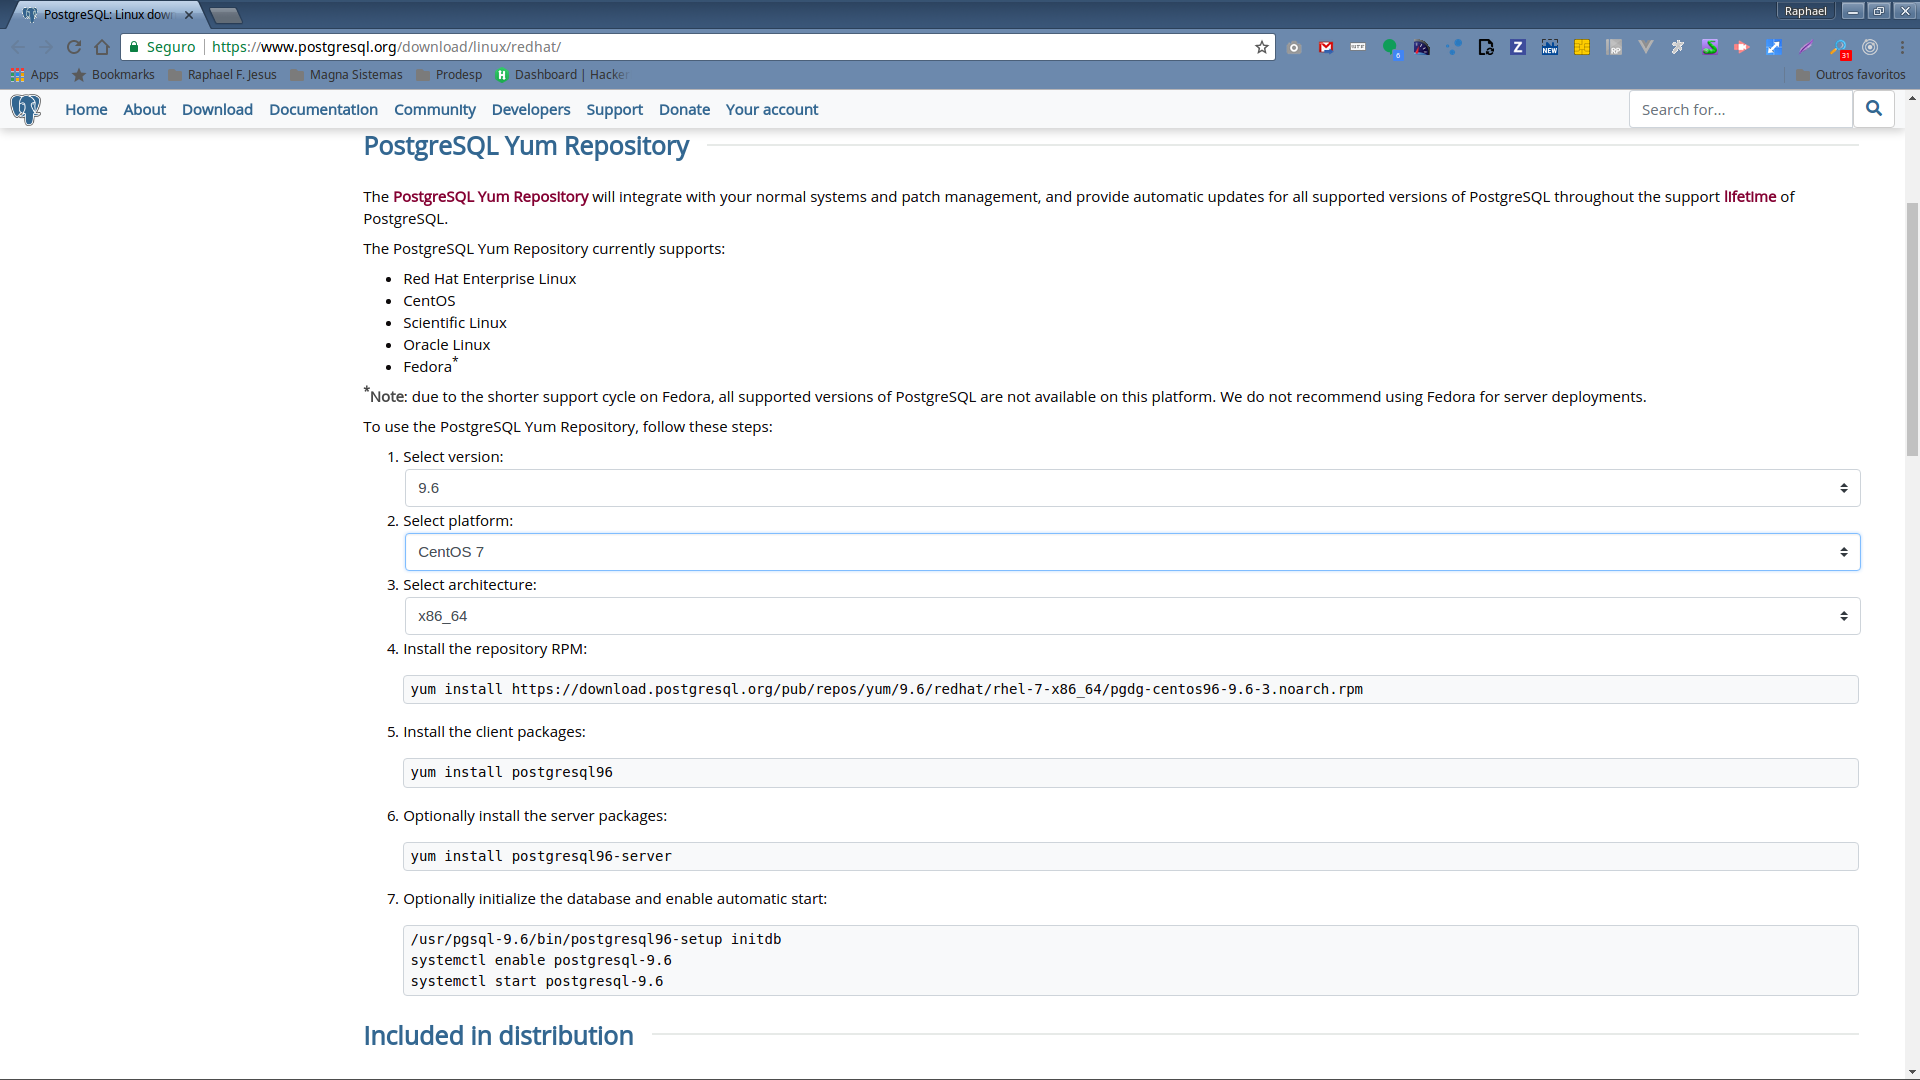 PostgreSQL: Linux dow
Raphael
Seguro
https://www.postgresql.org/download/linux/redhat/
Apps
Bookmarks
Raphael F. Jesus
Magna Sistemas
Prodesp
Dashboard | Hacker
Outros favoritos
Home
About
Download
Documentation
Community
Developers
Support
Donate
Your account
Search for...
PostgreSQL Yum Repository
The PostgreSQL Yum Repository will integrate with your normal systems and patch management, and provide automatic updates for all supported versions of PostgreSQL throughout the support lifetime of
PostgreSQL.
The PostgreSQL Yum Repository currently supports:
• Red Hat Enterprise Linux
• CentOS
• Scientific Linux
• Oracle Linux
• Fedora*
*Note: due to the shorter support cycle on Fedora, all supported versions of PostgreSQL are not available on this platform. We do not recommend using Fedora for server deployments.
To use the PostgreSQL Yum Repository, follow these steps:
1. Select version:
9.6
2. Select platform:
CentOS 7
3. Select architecture:
x86_64
4. Install the repository RPM:
yum install https://download.postgresql.org/pub/repos/yum/9.6/redhat/rhel-7-x86_64/pgdg-centos96-9.6-3.noarch.rpm
5. Install the client packages:
yum install postgresql96
6. Optionally install the server packages:
yum install postgresql96-server
7. Optionally initialize the database and enable automatic start:
/usr/pgsql-9.6/bin/postgresql96-setup initdb
systemctl enable postgresql-9.6
systemctl start postgresql-9.6
Included in distribution